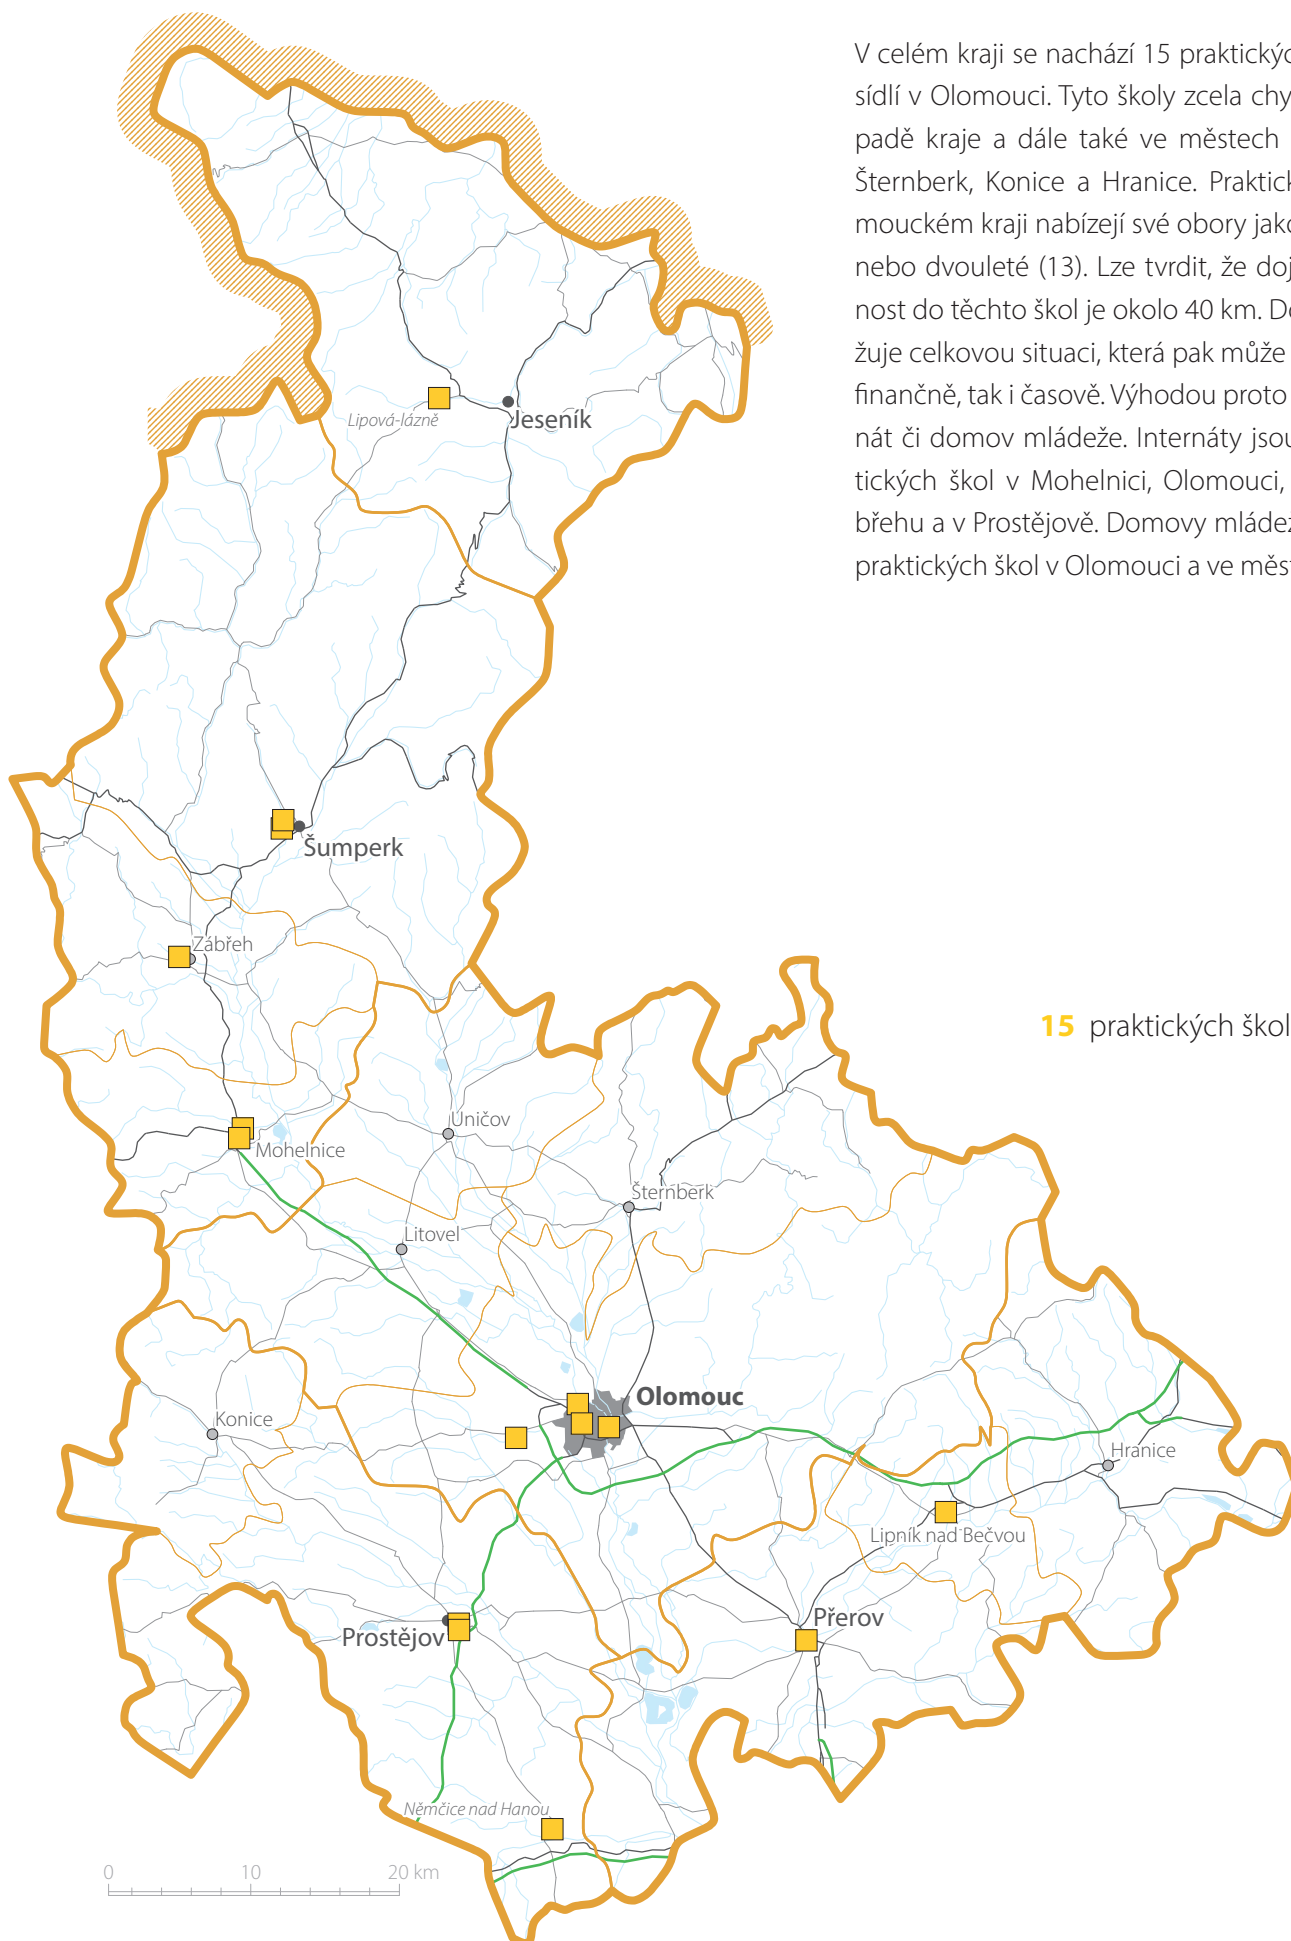 V celém kraji se nachází 15 praktickýc
sídlí v Olomouci. Tyto školy zcela chy
padě kraje a dále také ve městech
Šternberk, Konice a Hranice. Praktick
mouckém kraji nabízejí své obory jako
nebo dvouleté (13). Lze tvrdit, že doj
nost do těchto škol je okolo 40 km. Do
žuje celkovou situaci, která pak může
finančně, tak i časově. Výhodou proto
nát či domov mládeže. Internáty jsou
tických škol v Mohelnici, Olomouci,
břehu a v Prostějově. Domovy mládež
praktických škol v Olomouci a ve měst
Lipová-lázně
Jeseník
Šumperk
Zábřeh
15 praktických škol
Uničov
Mohelnice
Šternberk
Litovel
Olomouc
Konice
Hranice
Lipník nad Bečvou
Přerov
Prostějov
Němčice nad Hanou
0 10 20 km